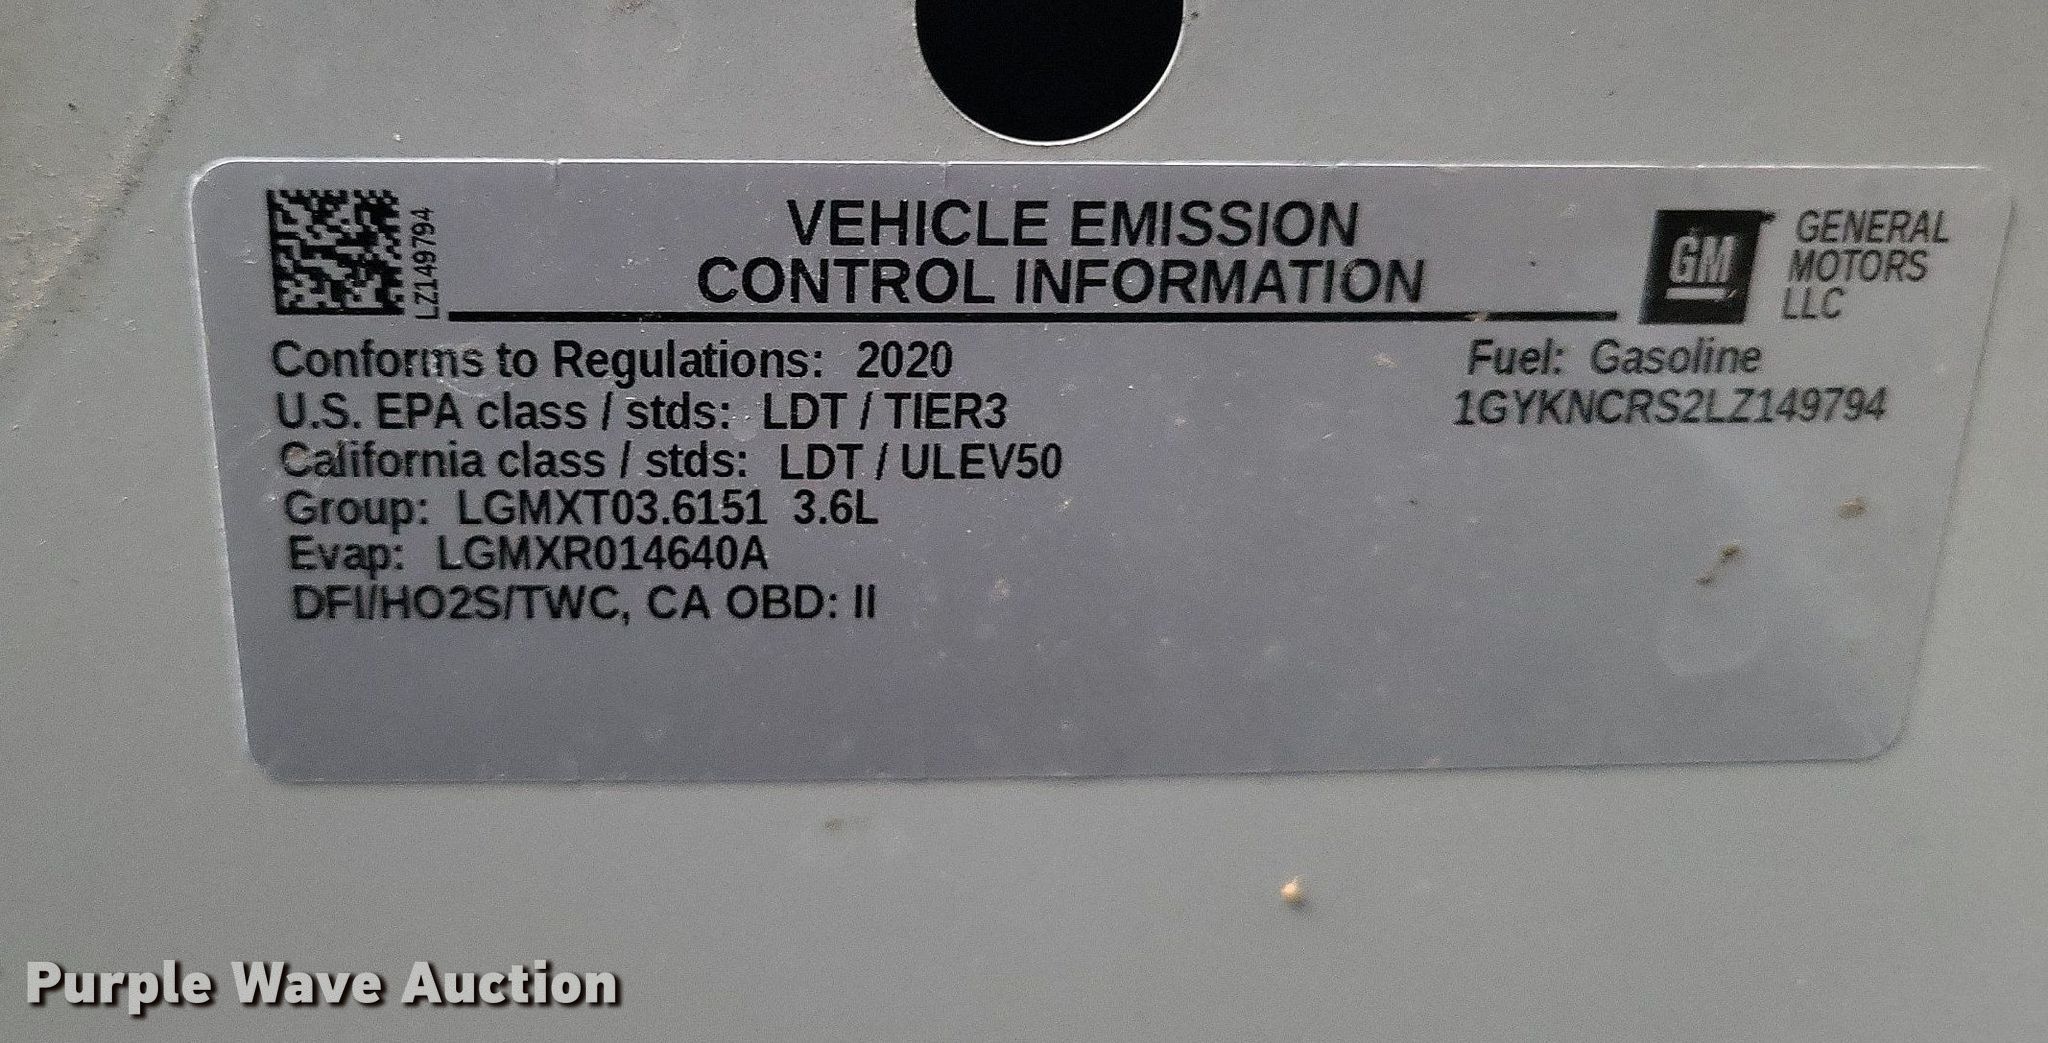 LZ149794
VEHICLE EMISSION
CONTROL INFORMATION
GM
GENERAL
MOTORS
LLC
Conforms to Regulations: 2020
U.S. EPA class / stds: LDT / TIER3
California class / stds: LDT / ULEV50
Group: LGMXT03.6151 3.6L
Evap: LGMXR014640A
DFI/HO2S/TWC, CA OBD: II
Fuel: Gasoline
1GYKNCRS2LZ149794
Purple Wave Auction